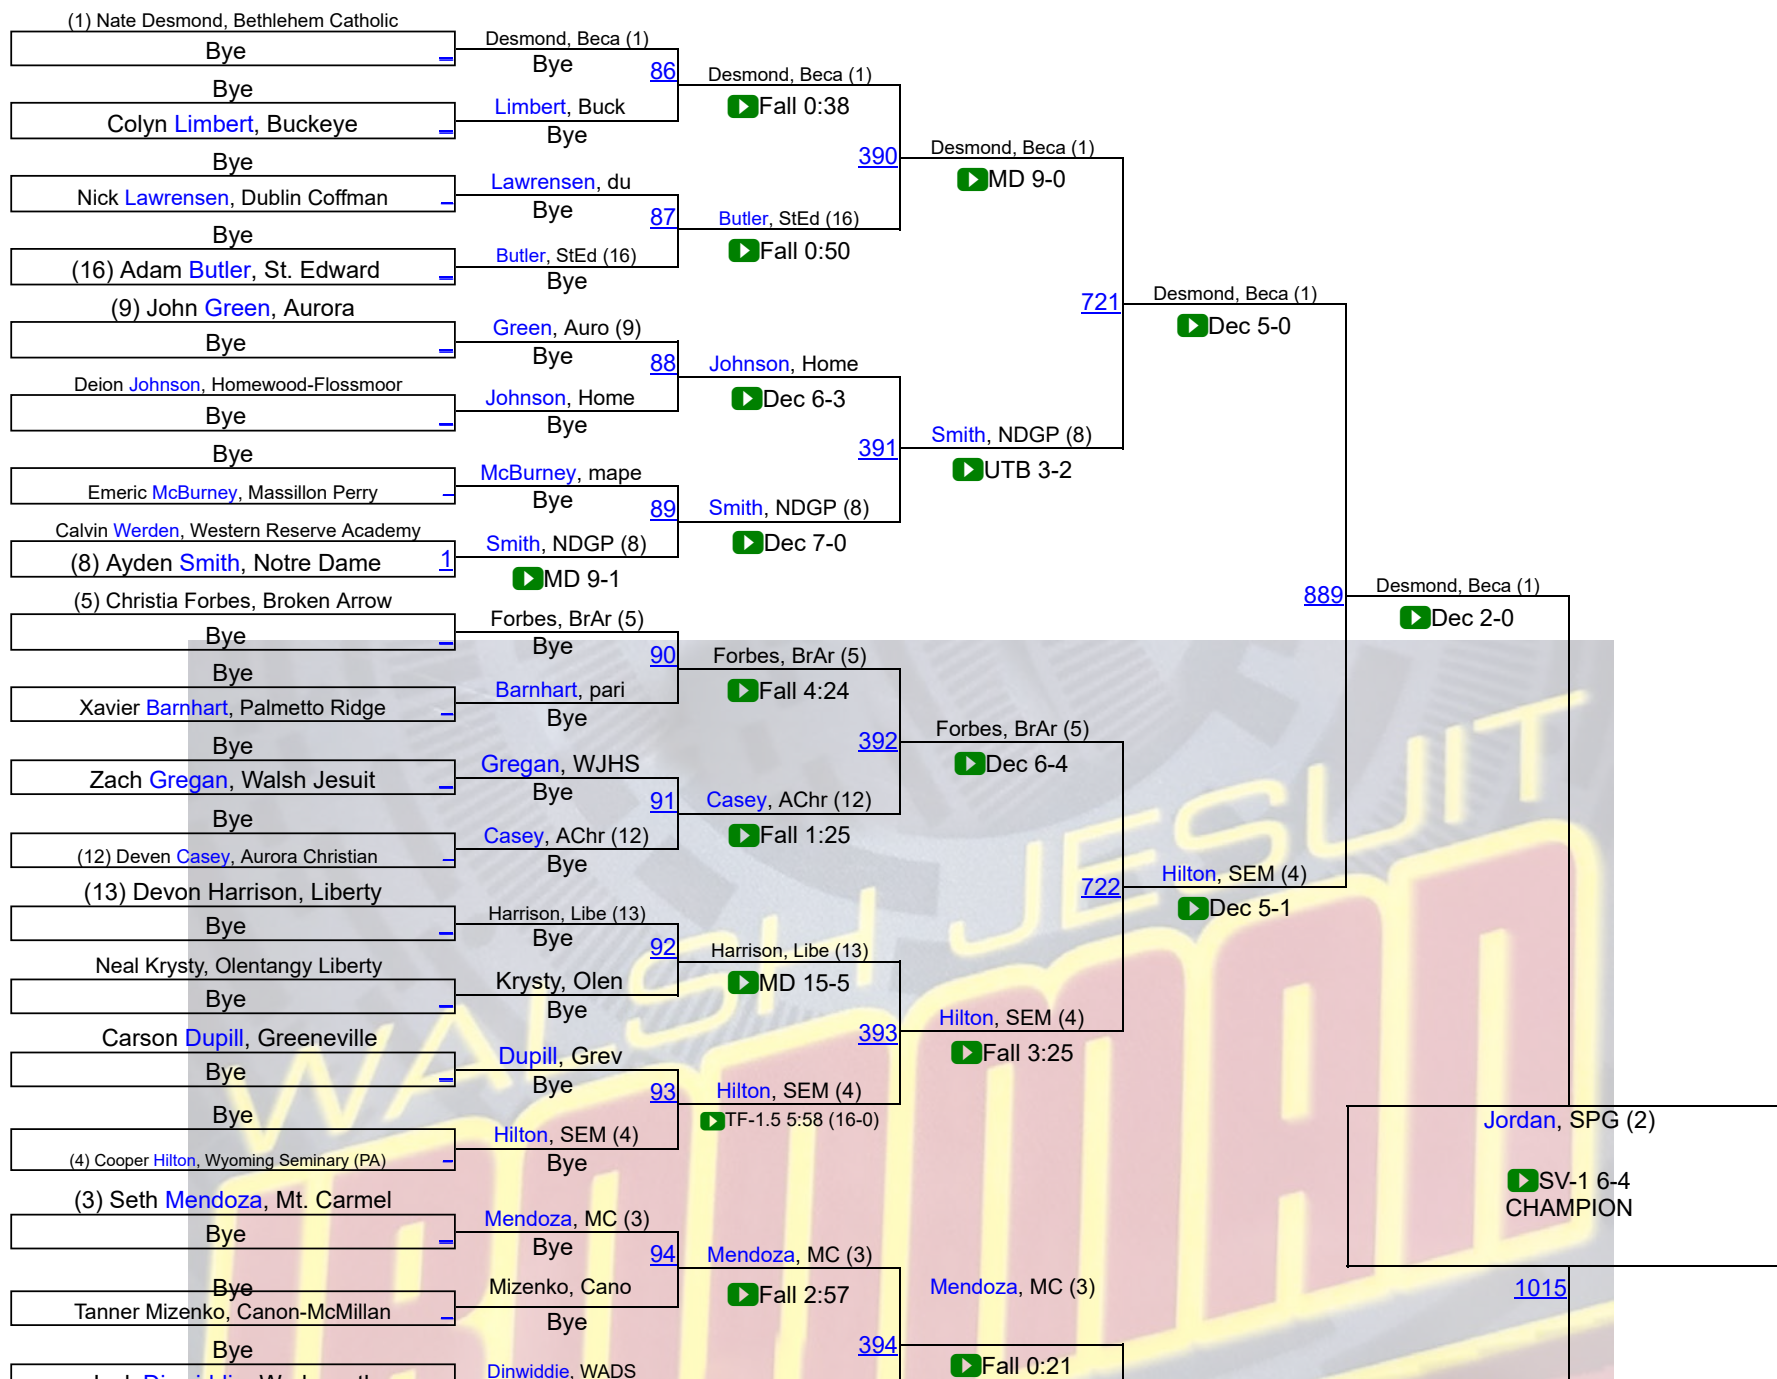 (1) Nate Desmond, Bethlehem Catholic
Bye
Bye
Colyn Limbert, Buckeye
Bye
Nick Lawrensen, Dublin Coffman
Bye
(16) Adam Butler, St. Edward
(9) John Green, Aurora
Bye
Deion Johnson, Homewood-Flossmoor
Bye
Bye
Emeric McBurney, Massillon Perry
Calvin Werden, Western Reserve Academy
(8) Ayden Smith, Notre Dame 1
(5) Christia Forbes, Broken Arrow
Bye
Bye
Xavier Barnhart, Palmetto Ridge
Bye
Zach Gregan, Walsh Jesuit
Bye
(12) Deven Casey, Aurora Christian
(13) Devon Harrison, Liberty
Bye
Neal Krysty, Olentangy Liberty
Bye
Carson Dupill, Greeneville
Bye
Bye
(4) Cooper Hilton, Wyoming Seminary (PA)
(3) Seth Mendoza, Mt. Carmel
Bye
Bye
Tanner Mizenko, Canon-McMillan
Bye
Desmond, Beca (1)
Bye
86
Limbert, Buck
Bye
Lawrensen, du
Bye
87
Butler, StEd (16)
Bye
Green, Auro (9)
Bye
88
Johnson, Home
Bye
McBurney, mape
Bye
89
Smith, NDGP (8)
MD 9-1
Forbes, BrAr (5)
Bye
90
Barnhart, pari
Bye
Gregan, WJHS
Bye
91
Casey, AChr (12)
Bye
Harrison, Libe (13)
Bye
92
Krysty, Olen
Bye
Dupill, Grev
Bye
93
Hilton, SEM (4)
Bye
Mendoza, MC (3)
Bye
94
Mizenko, Cano
Bye
Dinwiddie, WADS
Desmond, Beca (1)
Fall 0:38
390
Butler, StEd (16)
Fall 0:50
Johnson, Home
Dec 6-3
391
Smith, NDGP (8)
Dec 7-0
Forbes, BrAr (5)
Fall 4:24
392
Casey, AChr (12)
Fall 1:25
Harrison, Libe (13)
MD 15-5
393
Hilton, SEM (4)
TF-1.5 5:58 (16-0)
Mendoza, MC (3)
Fall 2:57
394
Desmond, Beca (1)
MD 9-0
721
Smith, NDGP (8)
UTB 3-2
Forbes, BrAr (5)
Dec 6-4
722
Hilton, SEM (4)
Fall 3:25
Mendoza, MC (3)
Fall 0:21
Desmond, Beca (1)
Dec 5-0
889
Hilton, SEM (4)
Dec 5-1
Desmond, Beca (1)
Dec 2-0
Jordan, SPG (2)
SV-1 6-4
CHAMPION
1015
WALSH JESUIT
IRONMAN